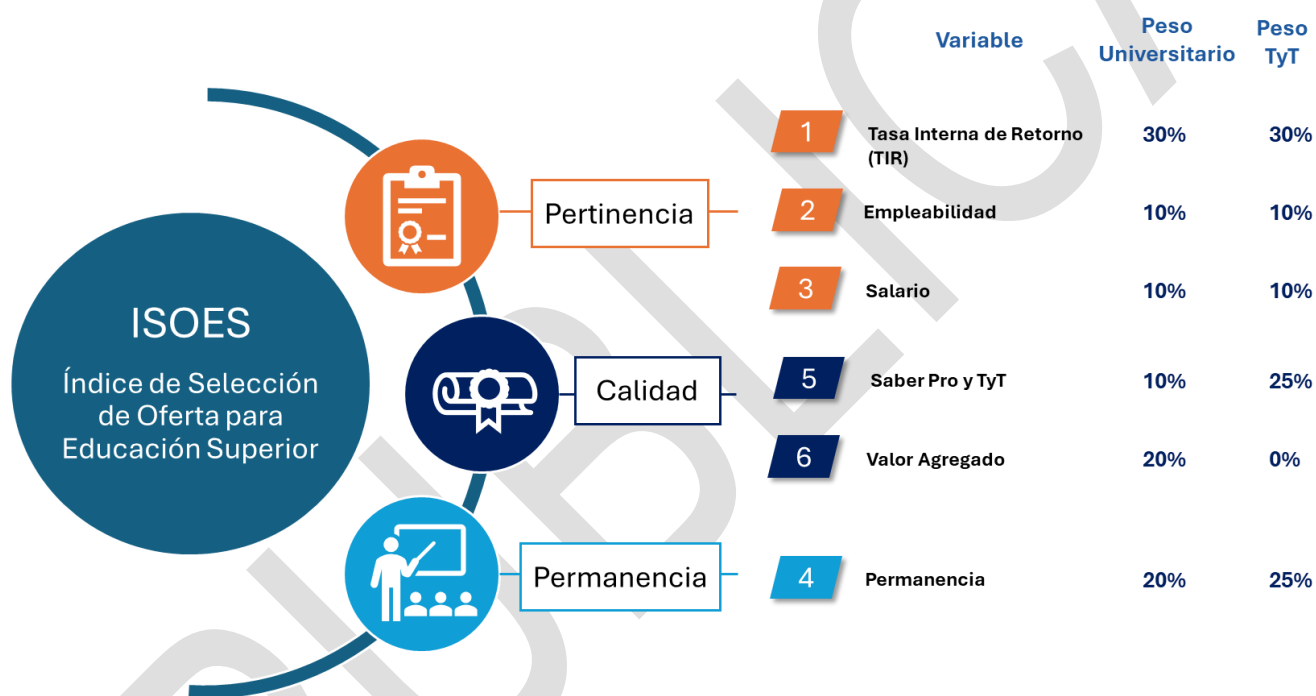 Variable
Peso
Universitario
Peso
TyT
1
Tasa Interna de Retorno
(TIR)
30%
30%
Pertinencia
2
Empleabilidad
10%
10%
3
Salario
10%
10%
ISOES
Índice de Selección
de Oferta para
Educación Superior
Calidad
5
Saber Pro y TyT
10%
25%
6
Valor Agregado
20%
0%
Permanencia
4
Permanencia
20%
25%